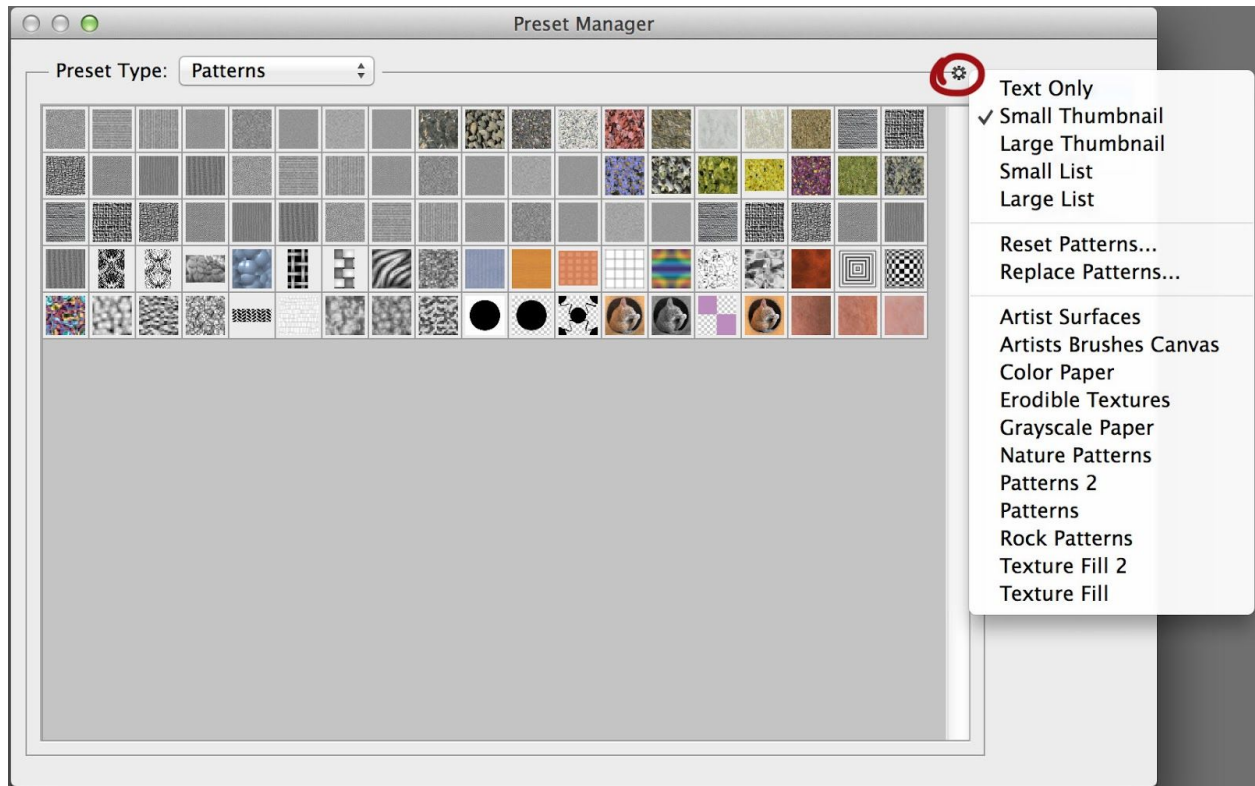 Preset Manager
Preset Type: Patterns
Text Only
✓ Small Thumbnail
Large Thumbnail
Small List
Large List
Reset Patterns...
Replace Patterns...
Artist Surfaces
Artists Brushes Canvas
Color Paper
Erodible Textures
Grayscale Paper
Nature Patterns
Patterns 2
Patterns
Rock Patterns
Texture Fill 2
Texture Fill